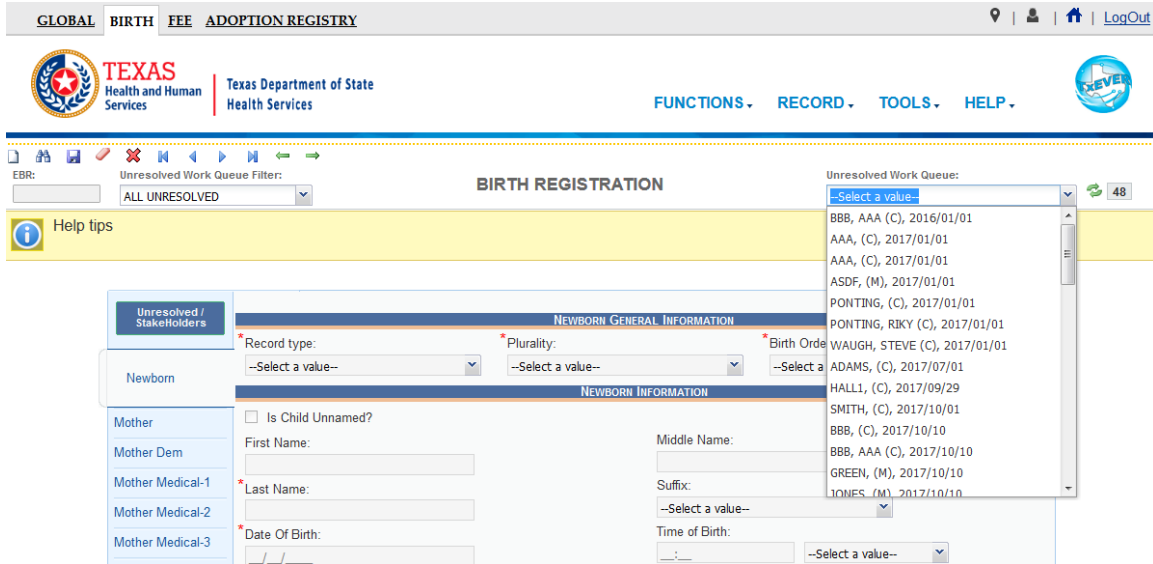 GLOBAL BIRTH FEE ADOPTION REGISTRY
| | | LogOut
TEXAS
Health and Human
Services
Texas Department of State
Health Services
FUNCTIONS RECORD TOOLS HELP
TxEVER
EBR:
Unresolved Work Queue Filter:
ALL UNRESOLVED
BIRTH REGISTRATION
Unresolved Work Queue:
--Select a value--
48
Help tips
BBB, AAA (C), 2016/01/01
AAA, (C), 2017/01/01
AAA, (C), 2017/01/01
ASDF, (M), 2017/01/01
PONTING, (C), 2017/01/01
PONTING, RIKY (C), 2017/01/01
WAUGH, STEVE (C), 2017/01/01
ADAMS, (C), 2017/07/01
HALL1, (C), 2017/09/29
SMITH, (C), 2017/10/01
BBB, (C), 2017/10/10
BBB, AAA (C), 2017/10/10
GREEN, (M), 2017/10/10
JONES, (M), 2017/10/10
Unresolved /
StakeHolders
Newborn
Mother
Mother Dem
Mother Medical-1
Mother Medical-2
Mother Medical-3
NEWBORN GENERAL INFORMATION
*Record type:
--Select a value--
*Plurality:
--Select a value--
*Birth Orde
--Select a
NEWBORN INFORMATION
Is Child Unnamed?
First Name:
Middle Name:
*Last Name:
Suffix:
--Select a value--
*Date Of Birth:
__/__/____
Time of Birth:
__:__
--Select a value--